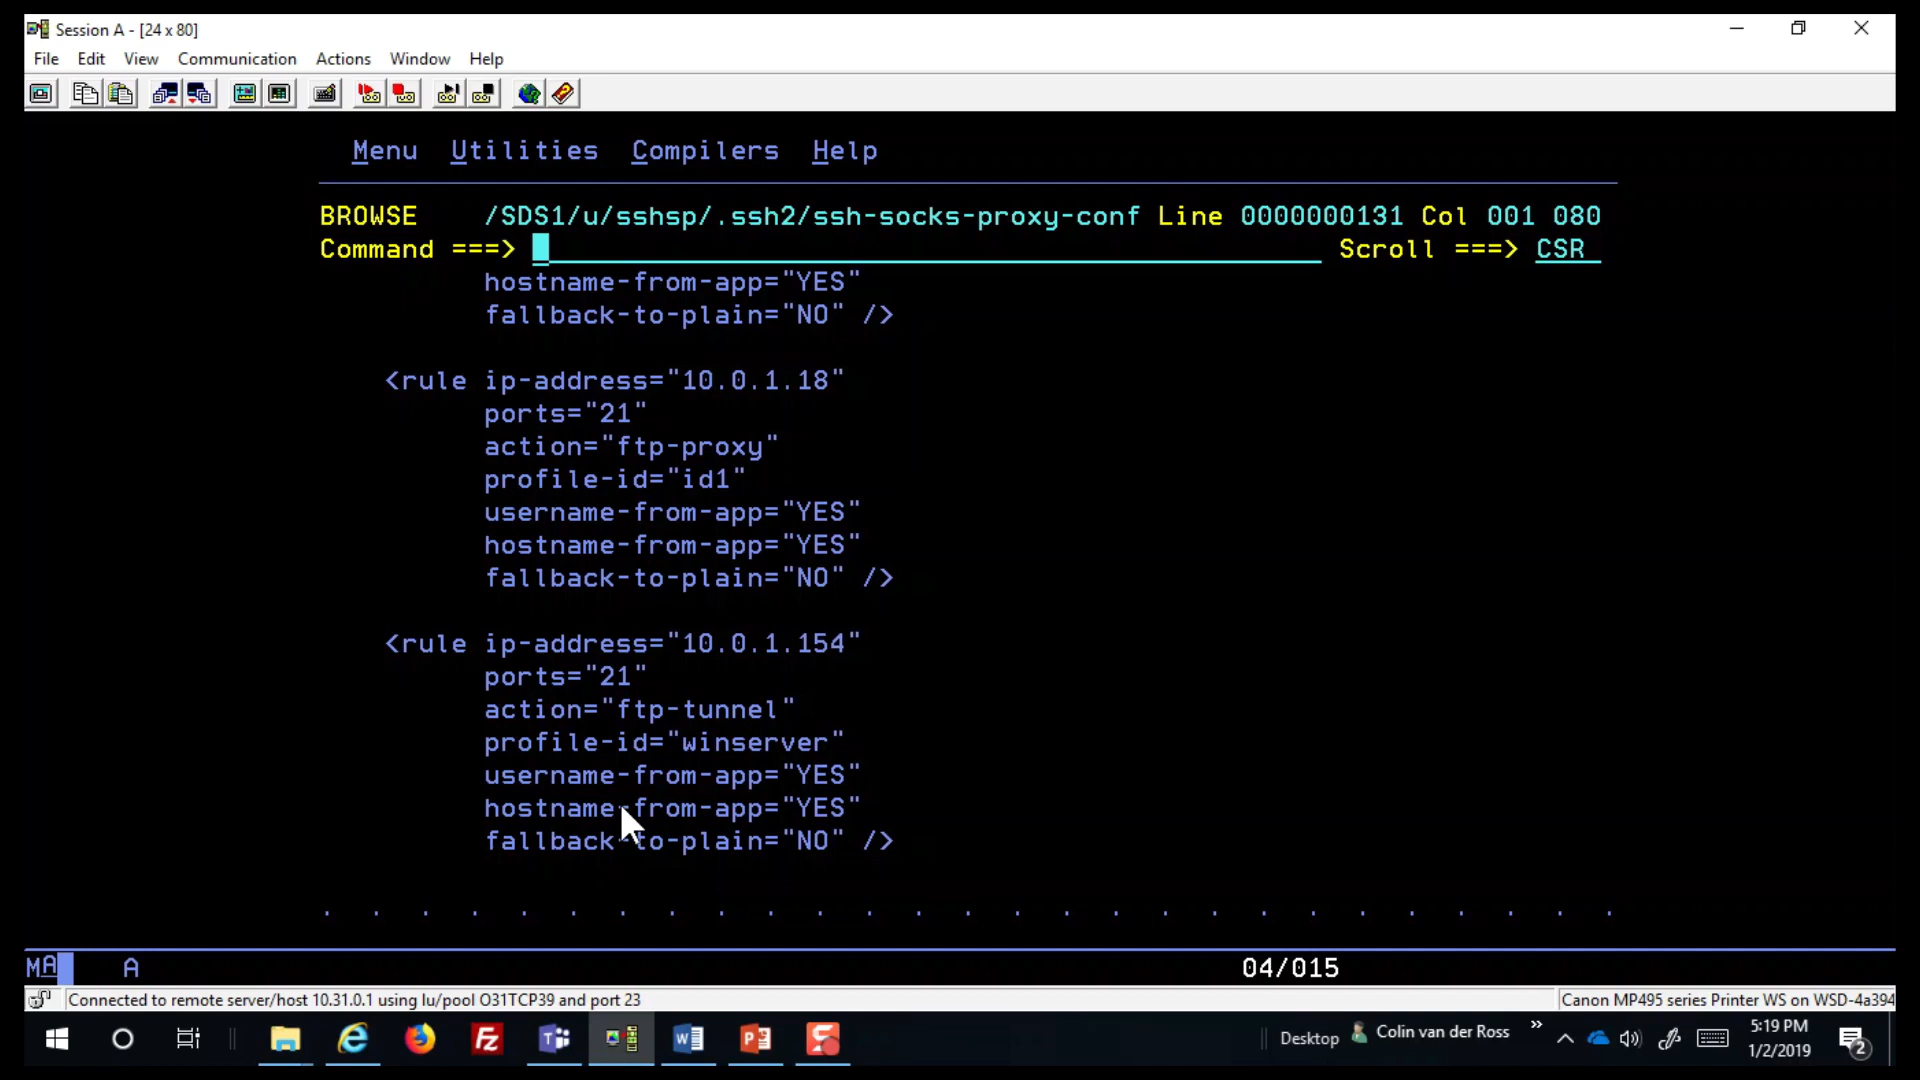 Session A - [24 x 80]
File Edit View Communication Actions Window Help
Menu Utilities Compilers Help
BROWSE /SDS1/u/sshsp/.ssh2/ssh-socks-proxy-conf Line 0000000131 Col 001 080
Command ===> Scroll ===> CSR
hostname-from-app="YES"
fallback-to-plain="NO" />
<rule ip-address="10.0.1.18"
ports="21"
action="ftp-proxy"
profile-id="id1"
username-from-app="YES"
hostname-from-app="YES"
fallback-to-plain="NO" />
<rule ip-address="10.0.1.154"
ports="21"
action="ftp-tunnel"
profile-id="winserver"
username-from-app="YES"
hostname-from-app="YES"
fallback-to-plain="NO" />
. . . . . . . . . . . . . . . . . . . . . . . . . . .
MA A 04/015
Connected to remote server/host 10.31.0.1 using lu/pool O31TCP39 and port 23 Canon MP495 series Printer WS on WSD-4a394
Desktop Colin van der Ross » 5:19 PM
1/2/2019 2